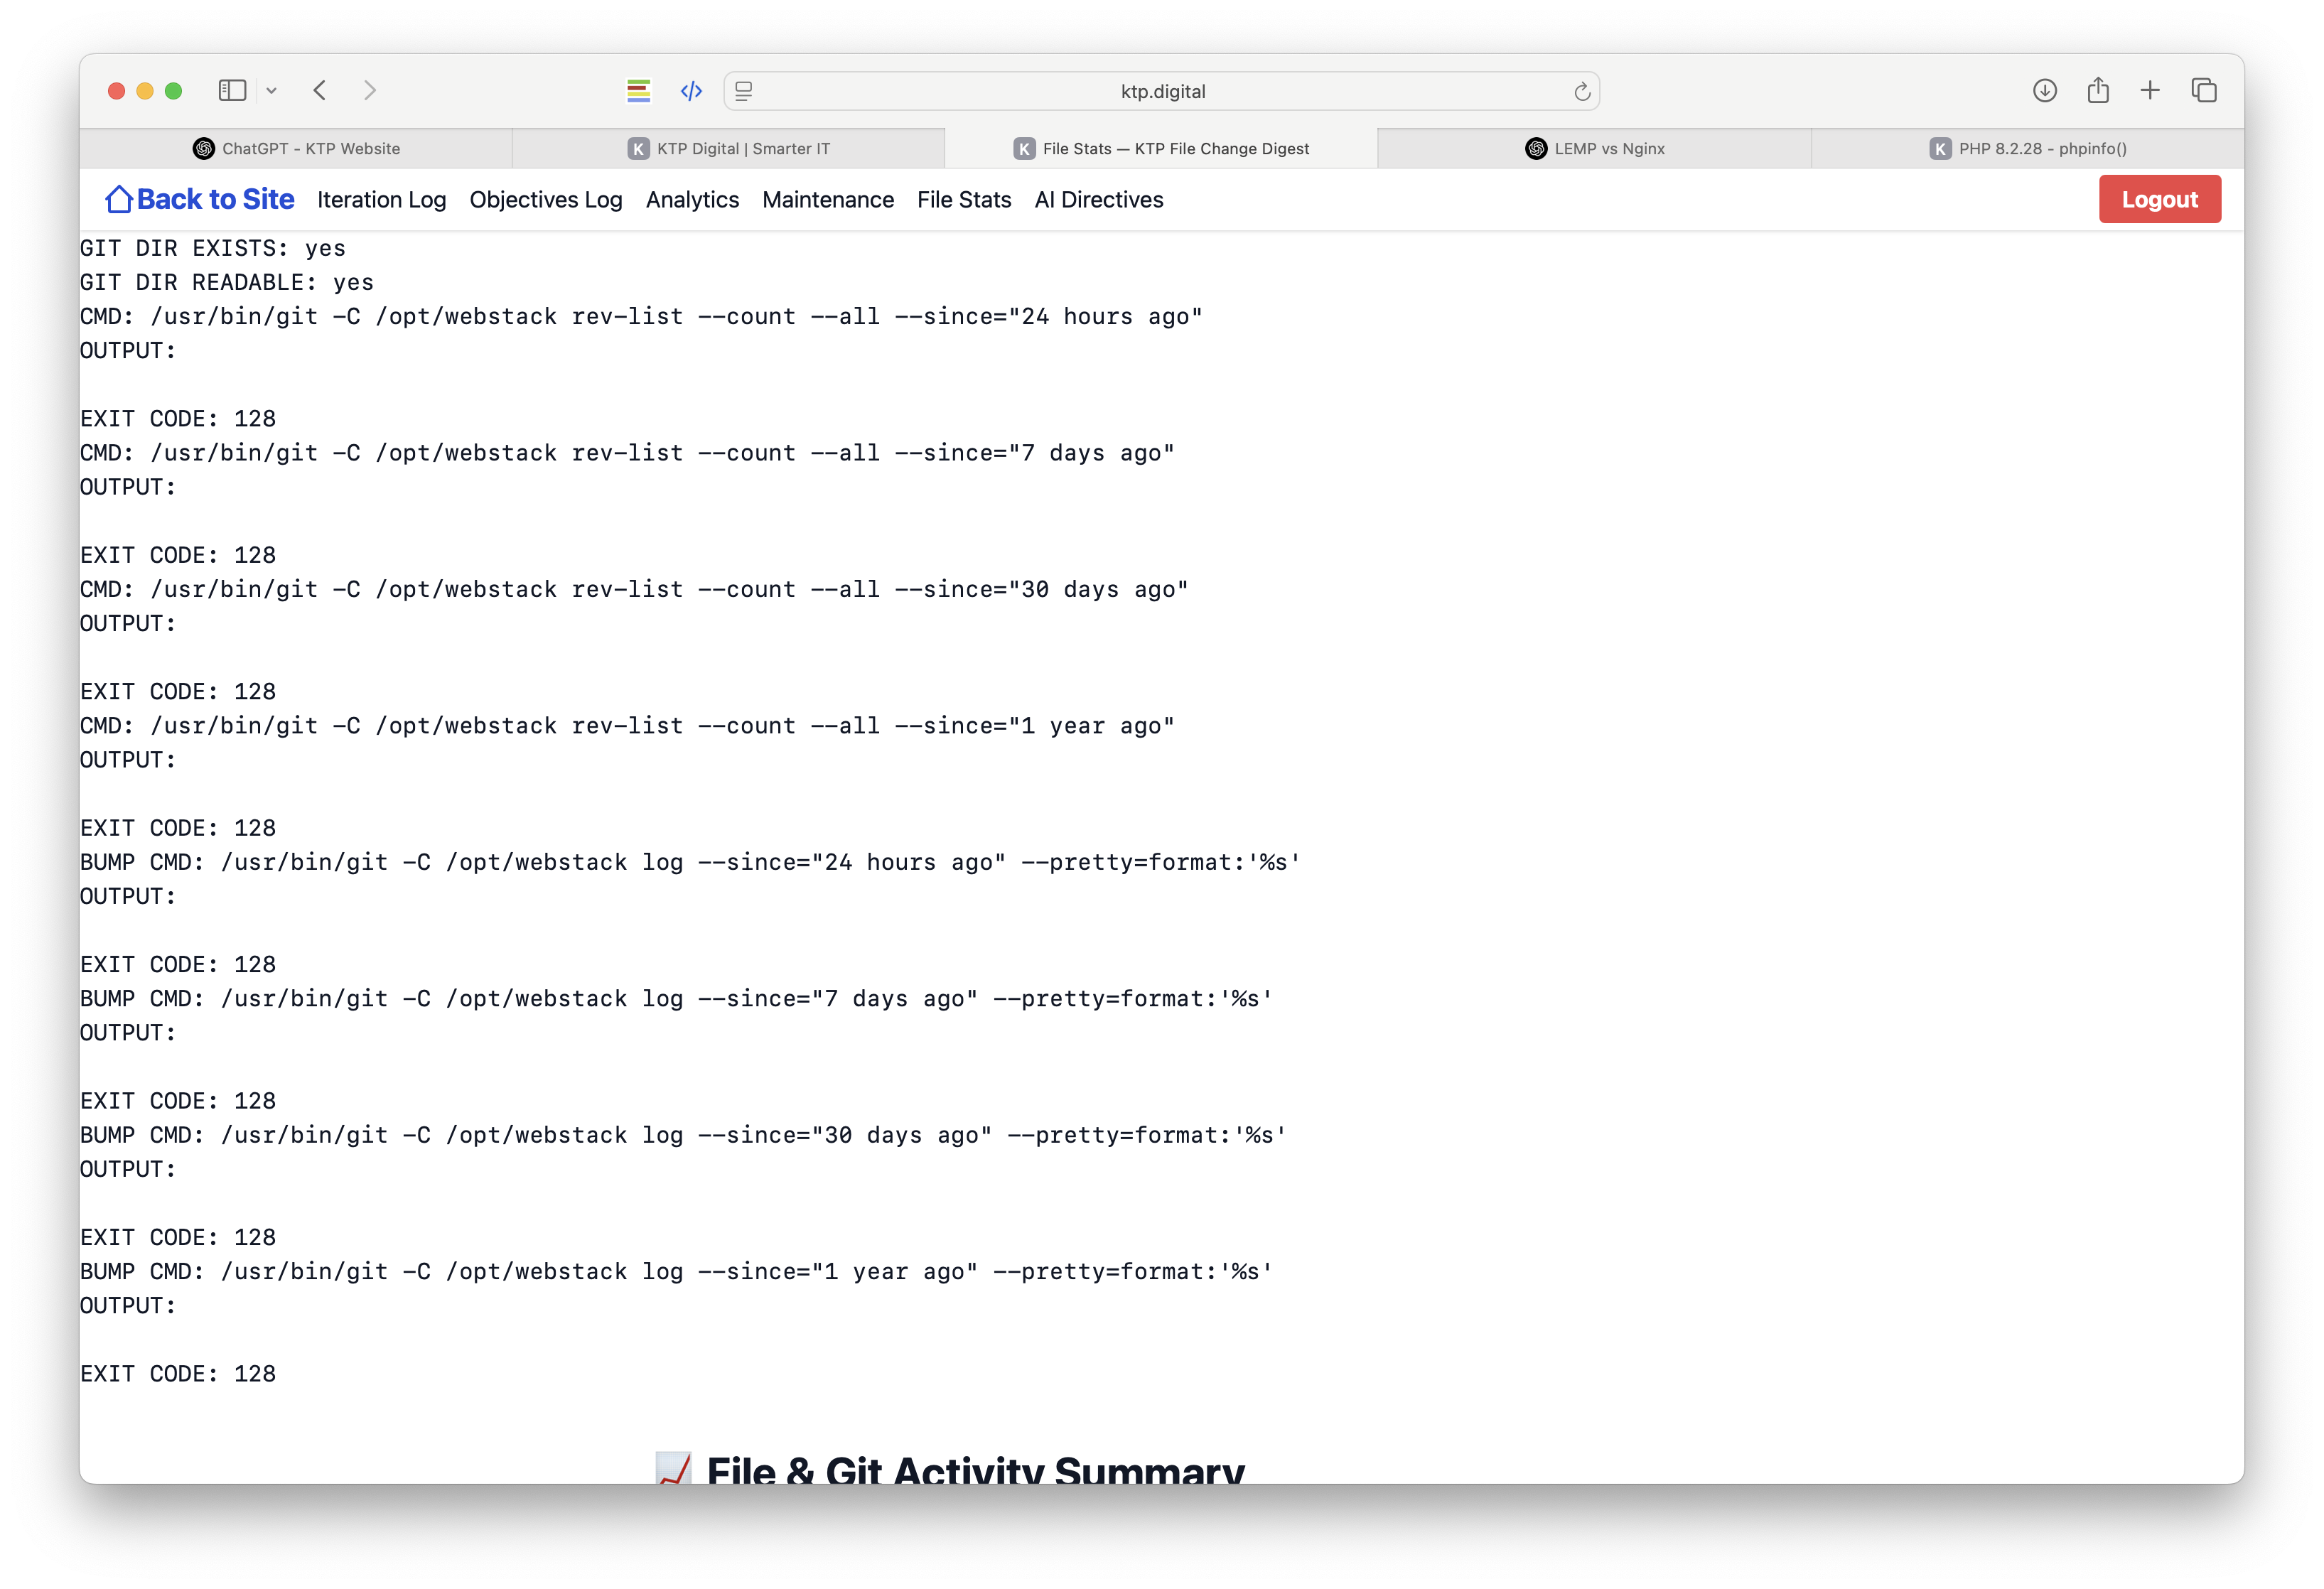 ktp.digital
ChatGPT - KTP Website
K KTP Digital | Smarter IT
K File Stats — KTP File Change Digest
LEMP vs Nginx
K PHP 8.2.28 - phpinfo()
Back to Site Iteration Log Objectives Log Analytics Maintenance File Stats AI Directives Logout
GIT DIR EXISTS: yes
GIT DIR READABLE: yes
CMD: /usr/bin/git -C /opt/webstack rev-list --count --all --since="24 hours ago"
OUTPUT:
EXIT CODE: 128
CMD: /usr/bin/git -C /opt/webstack rev-list --count --all --since="7 days ago"
OUTPUT:
EXIT CODE: 128
CMD: /usr/bin/git -C /opt/webstack rev-list --count --all --since="30 days ago"
OUTPUT:
EXIT CODE: 128
CMD: /usr/bin/git -C /opt/webstack rev-list --count --all --since="1 year ago"
OUTPUT:
EXIT CODE: 128
BUMP CMD: /usr/bin/git -C /opt/webstack log --since="24 hours ago" --pretty=format:'%s'
OUTPUT:
EXIT CODE: 128
BUMP CMD: /usr/bin/git -C /opt/webstack log --since="7 days ago" --pretty=format:'%s'
OUTPUT:
EXIT CODE: 128
BUMP CMD: /usr/bin/git -C /opt/webstack log --since="30 days ago" --pretty=format:'%s'
OUTPUT:
EXIT CODE: 128
BUMP CMD: /usr/bin/git -C /opt/webstack log --since="1 year ago" --pretty=format:'%s'
OUTPUT:
EXIT CODE: 128
File & Git Activity Summary